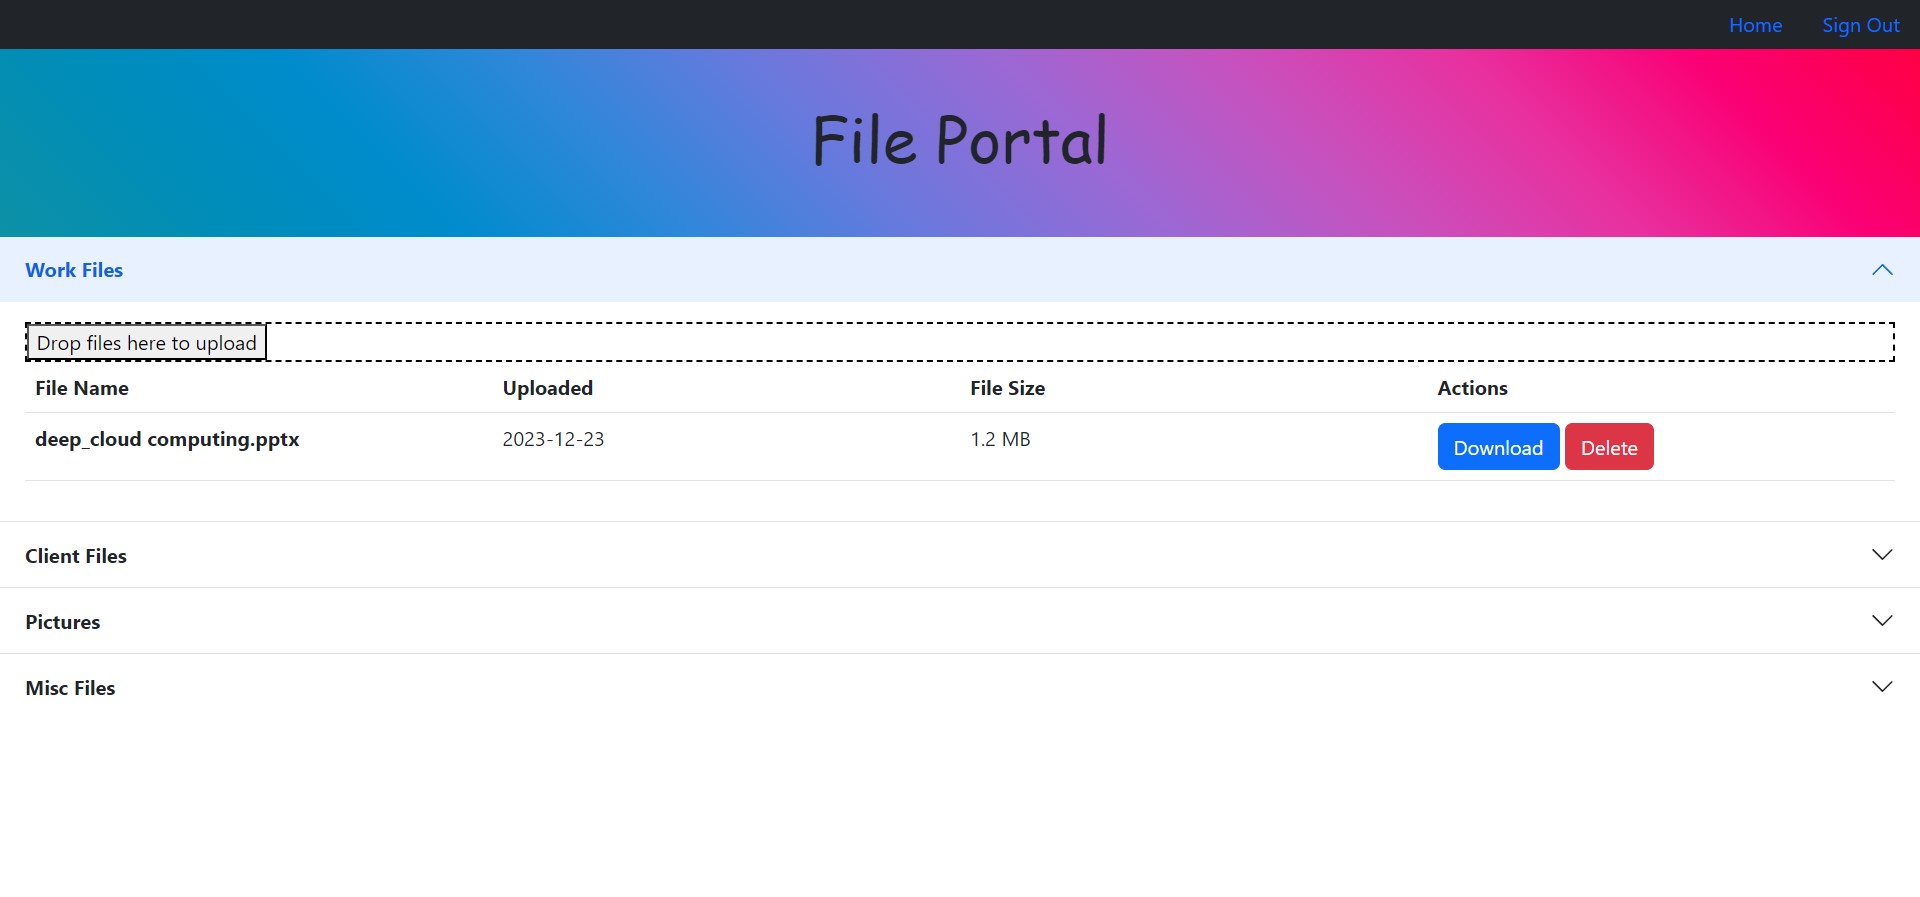 Home Sign Out
File Portal
Work Files
Drop files here to upload
File Name Uploaded File Size Actions
deep_cloud computing.pptx 2023-12-23 1.2 MB Download Delete
Client Files
Pictures
Misc Files